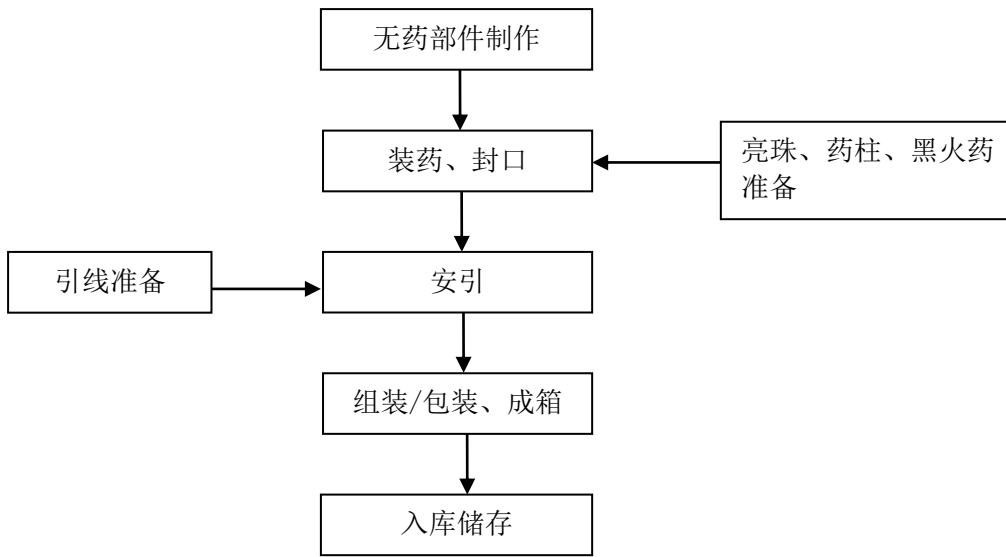 无药部件制作
装药、封口
亮珠、药柱、黑火药
准备
引线准备
安引
组装/包装、成箱
入库储存